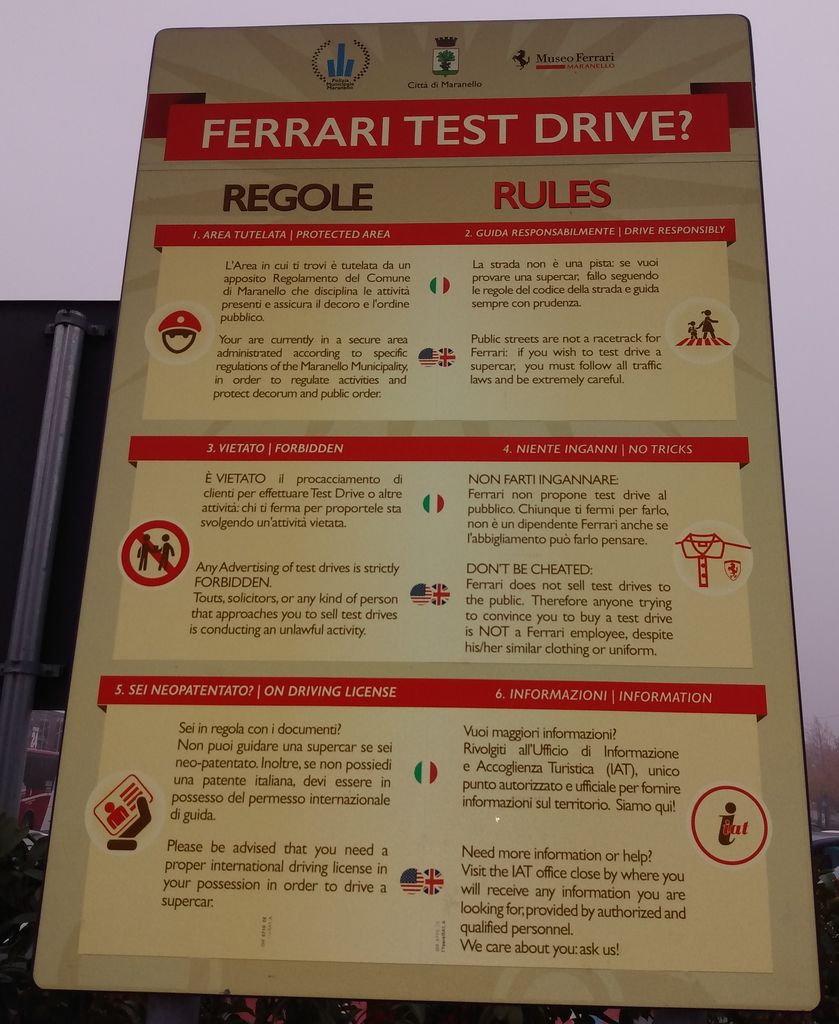 Polizia
Municipale
Maranello
Città di Maranello
Museo Ferrari
MARANELLO
FERRARI TEST DRIVE?
REGOLE
RULES
1. AREA TUTELATA | PROTECTED AREA
L'Area in cui ti trovi è tutelata da un
apposito Regolamento del Comune
di Maranello che disciplina le attività
presenti e assicura il decoro e l'ordine
pubblico.
Your are currently in a secure area
administrated according to specific
regulations of the Maranello Municipality,
in order to regulate activities and
protect decorum and public order.
2. GUIDA RESPONSABILMENTE | DRIVE RESPONSIBLY
La strada non è una pista: se vuoi
provare una supercar, fallo seguendo
le regole del codice della strada e guida
sempre con prudenza.
Public streets are not a racetrack for
Ferrari: if you wish to test drive a
supercar, you must follow all traffic
laws and be extremely careful.
3. VIETATO | FORBIDDEN
È VIETATO il procacciamento di
clienti per effettuare Test Drive o altre
attività: chi ti ferma per proportele sta
svolgendo un'attività vietata.
Any Advertising of test drives is strictly
FORBIDDEN.
Touts, solicitors, or any kind of person
that approaches you to sell test drives
is conducting an unlawful activity.
4. NIENTE INGANNI | NO TRICKS
NON FARTI INGANNARE:
Ferrari non propone test drive al
pubblico. Chiunque ti fermi per farlo,
non è un dipendente Ferrari anche se
l'abbigliamento può farlo pensare.
DON'T BE CHEATED:
Ferrari does not sell test drives to
the public. Therefore anyone trying
to convince you to buy a test drive
is NOT a Ferrari employee, despite
his/her similar clothing or uniform.
5. SEI NEOPATENTATO? | ON DRIVING LICENSE
Sei in regola con i documenti?
Non puoi guidare una supercar se sei
neo-patentato. Inoltre, se non possiedi
una patente italiana, devi essere in
possesso del permesso internazionale
di guida.
Please be advised that you need a
proper international driving license in
your possession in order to drive a
supercar.
6. INFORMAZIONI | INFORMATION
Vuoi maggiori informazioni?
Rivolgiti all'Ufficio di Informazione
e Accoglienza Turistica (IAT), unico
punto autorizzato e ufficiale per fornire
informazioni sul territorio. Siamo qui!
iat
Need more information or help?
Visit the IAT office close by where you
will receive any information you are
looking for, provided by authorized and
qualified personnel.
We care about you: ask us!